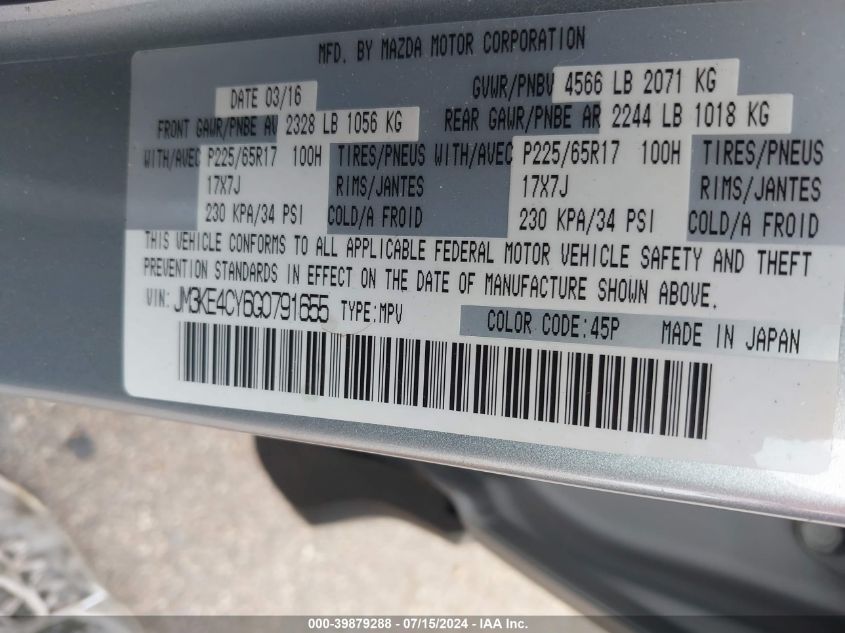 MFD. BY MAZDA MOTOR CORPORATION
DATE 03/16 GVWR/PNBV 4566 LB 2071 KG
FRONT GAWR/PNBE AV 2328 LB 1056 KG REAR GAWR/PNBE AR 2244 LB 1018 KG
WITH/AVEC P225/65R17 100H TIRES/PNEUS WITH/AVEC P225/65R17 100H TIRES/PNEUS
17X7J RIMS/JANTES 17X7J RIMS/JANTES
230 KPA/34 PSI COLD/A FROID 230 KPA/34 PSI COLD/A FROID
THIS VEHICLE CONFORMS TO ALL APPLICABLE FEDERAL MOTOR VEHICLE SAFETY AND THEFT
PREVENTION STANDARDS IN EFFECT ON THE DATE OF MANUFACTURE SHOWN ABOVE.
VIN: JM3KE4CY6G0791655 TYPE:MPV COLOR CODE:45P MADE IN JAPAN
000-39879288 - 07/15/2024 - IAA Inc.